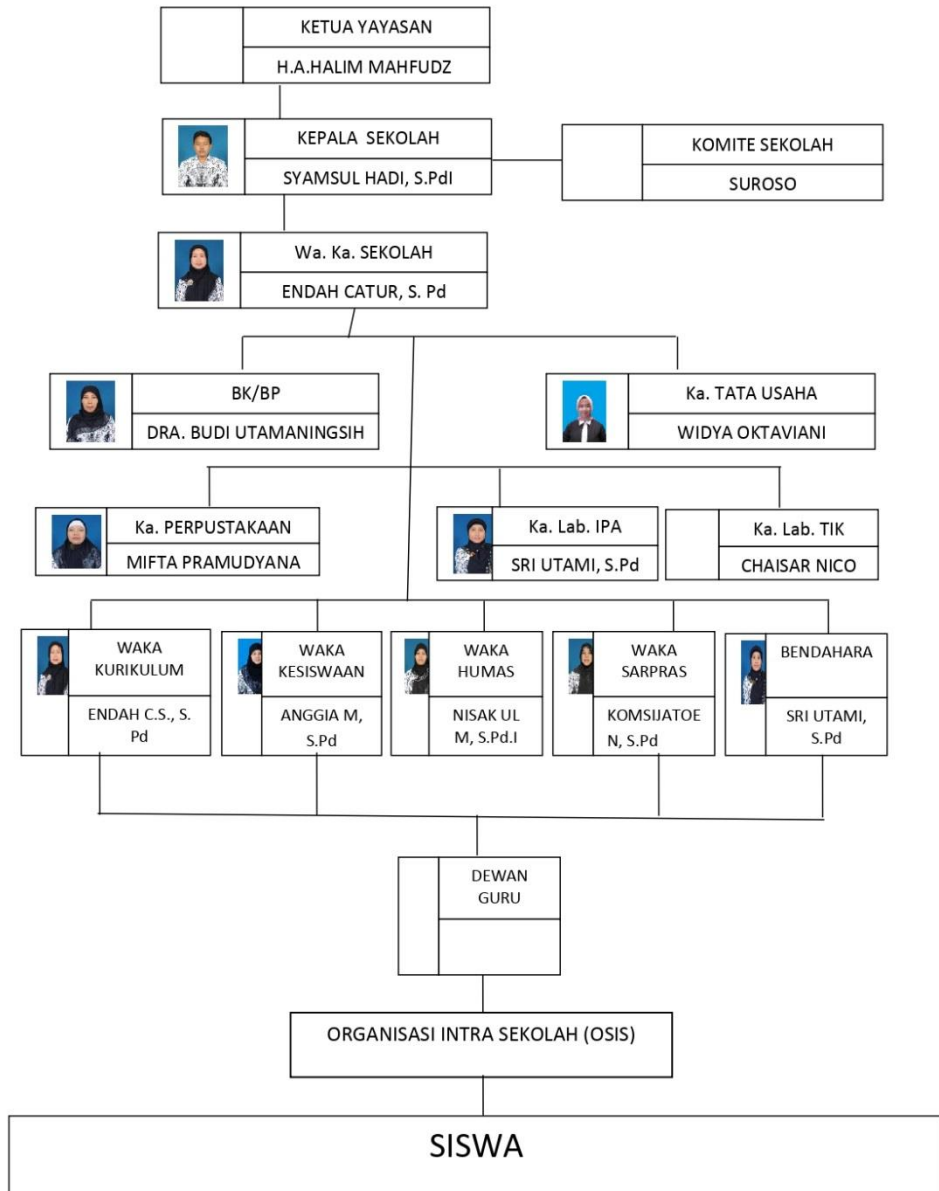 KETUA YAYASAN
H.A.HALIM MAHFUDZ
KEPALA SEKOLAH
SYAMSUL HADI, S.PdI
KOMITE SEKOLAH
SUROSO
Wa. Ka. SEKOLAH
ENDAH CATUR, S. Pd
BK/BP
DRA. BUDI UTAMANINGSIH
Ka. TATA USAHA
WIDYA OKTAVIANI
Ka. PERPUSTAKAAN
MIFTA PRAMUDYANA
Ka. Lab. IPA
SRI UTAMI, S.Pd
Ka. Lab. TIK
CHAISAR NICO
WAKA
KURIKULUM
ENDAH C.S., S.
Pd
WAKA
KESISWAAN
ANGGIA M,
S.Pd
WAKA
HUMAS
NISAK UL
M, S.Pd.I
WAKA
SARPRAS
KOMSIJATOE
N, S.Pd
BENDAHARA
SRI UTAMI,
S.Pd
DEWAN
GURU
ORGANISASI INTRA SEKOLAH (OSIS)
SISWA